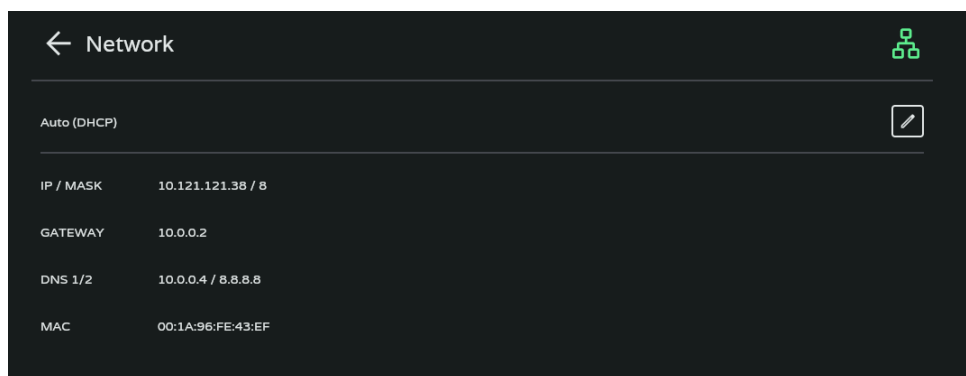 Network
Auto (DHCP)
IP / MASK 10.121.121.38 / 8
GATEWAY 10.0.0.2
DNS 1/2 10.0.0.4 / 8.8.8.8
MAC 00:1A:96:FE:43:EF